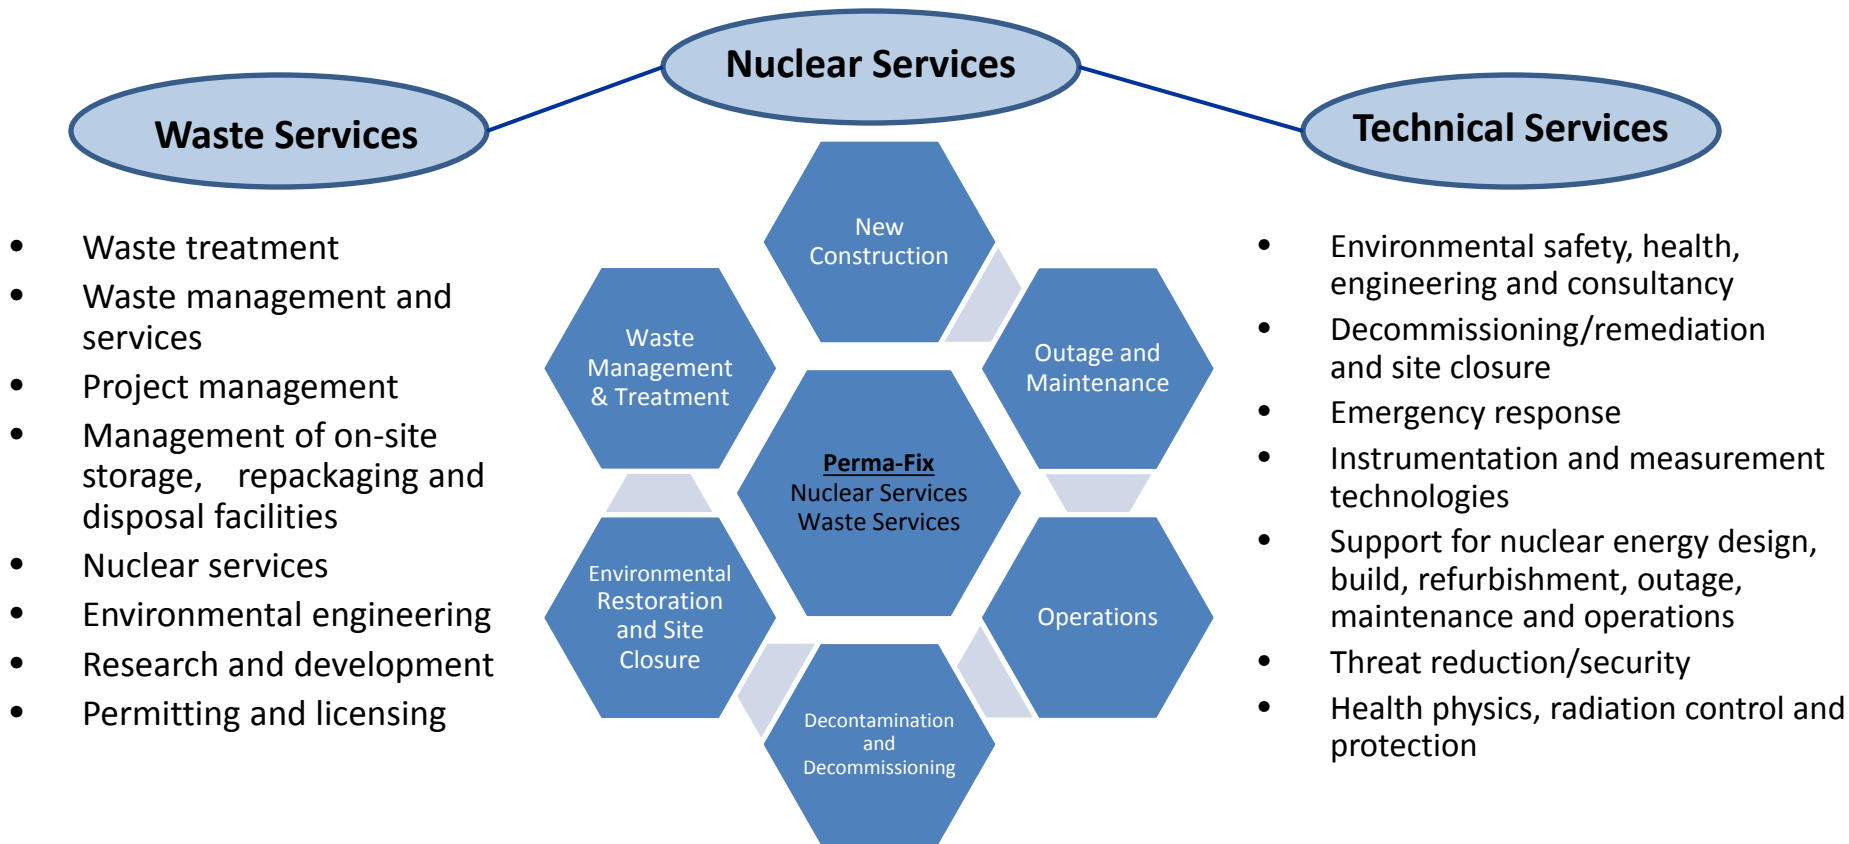 Nuclear Services
Waste Services
Technical Services
• Waste treatment
• Waste management and
services
• Project management
• Management of on-site
storage, repackaging and
disposal facilities
• Nuclear services
• Environmental engineering
• Research and development
• Permitting and licensing
New
Construction
Outage and
Maintenance
Operations
Decontamination
and
Decommissioning
Environmental
Restoration
and Site
Closure
Waste
Management
& Treatment
Perma-Fix
Nuclear Services
Waste Services
• Environmental safety, health,
engineering and consultancy
• Decommissioning/remediation
and site closure
• Emergency response
• Instrumentation and measurement
technologies
• Support for nuclear energy design,
build, refurbishment, outage,
maintenance and operations
• Threat reduction/security
• Health physics, radiation control and
protection